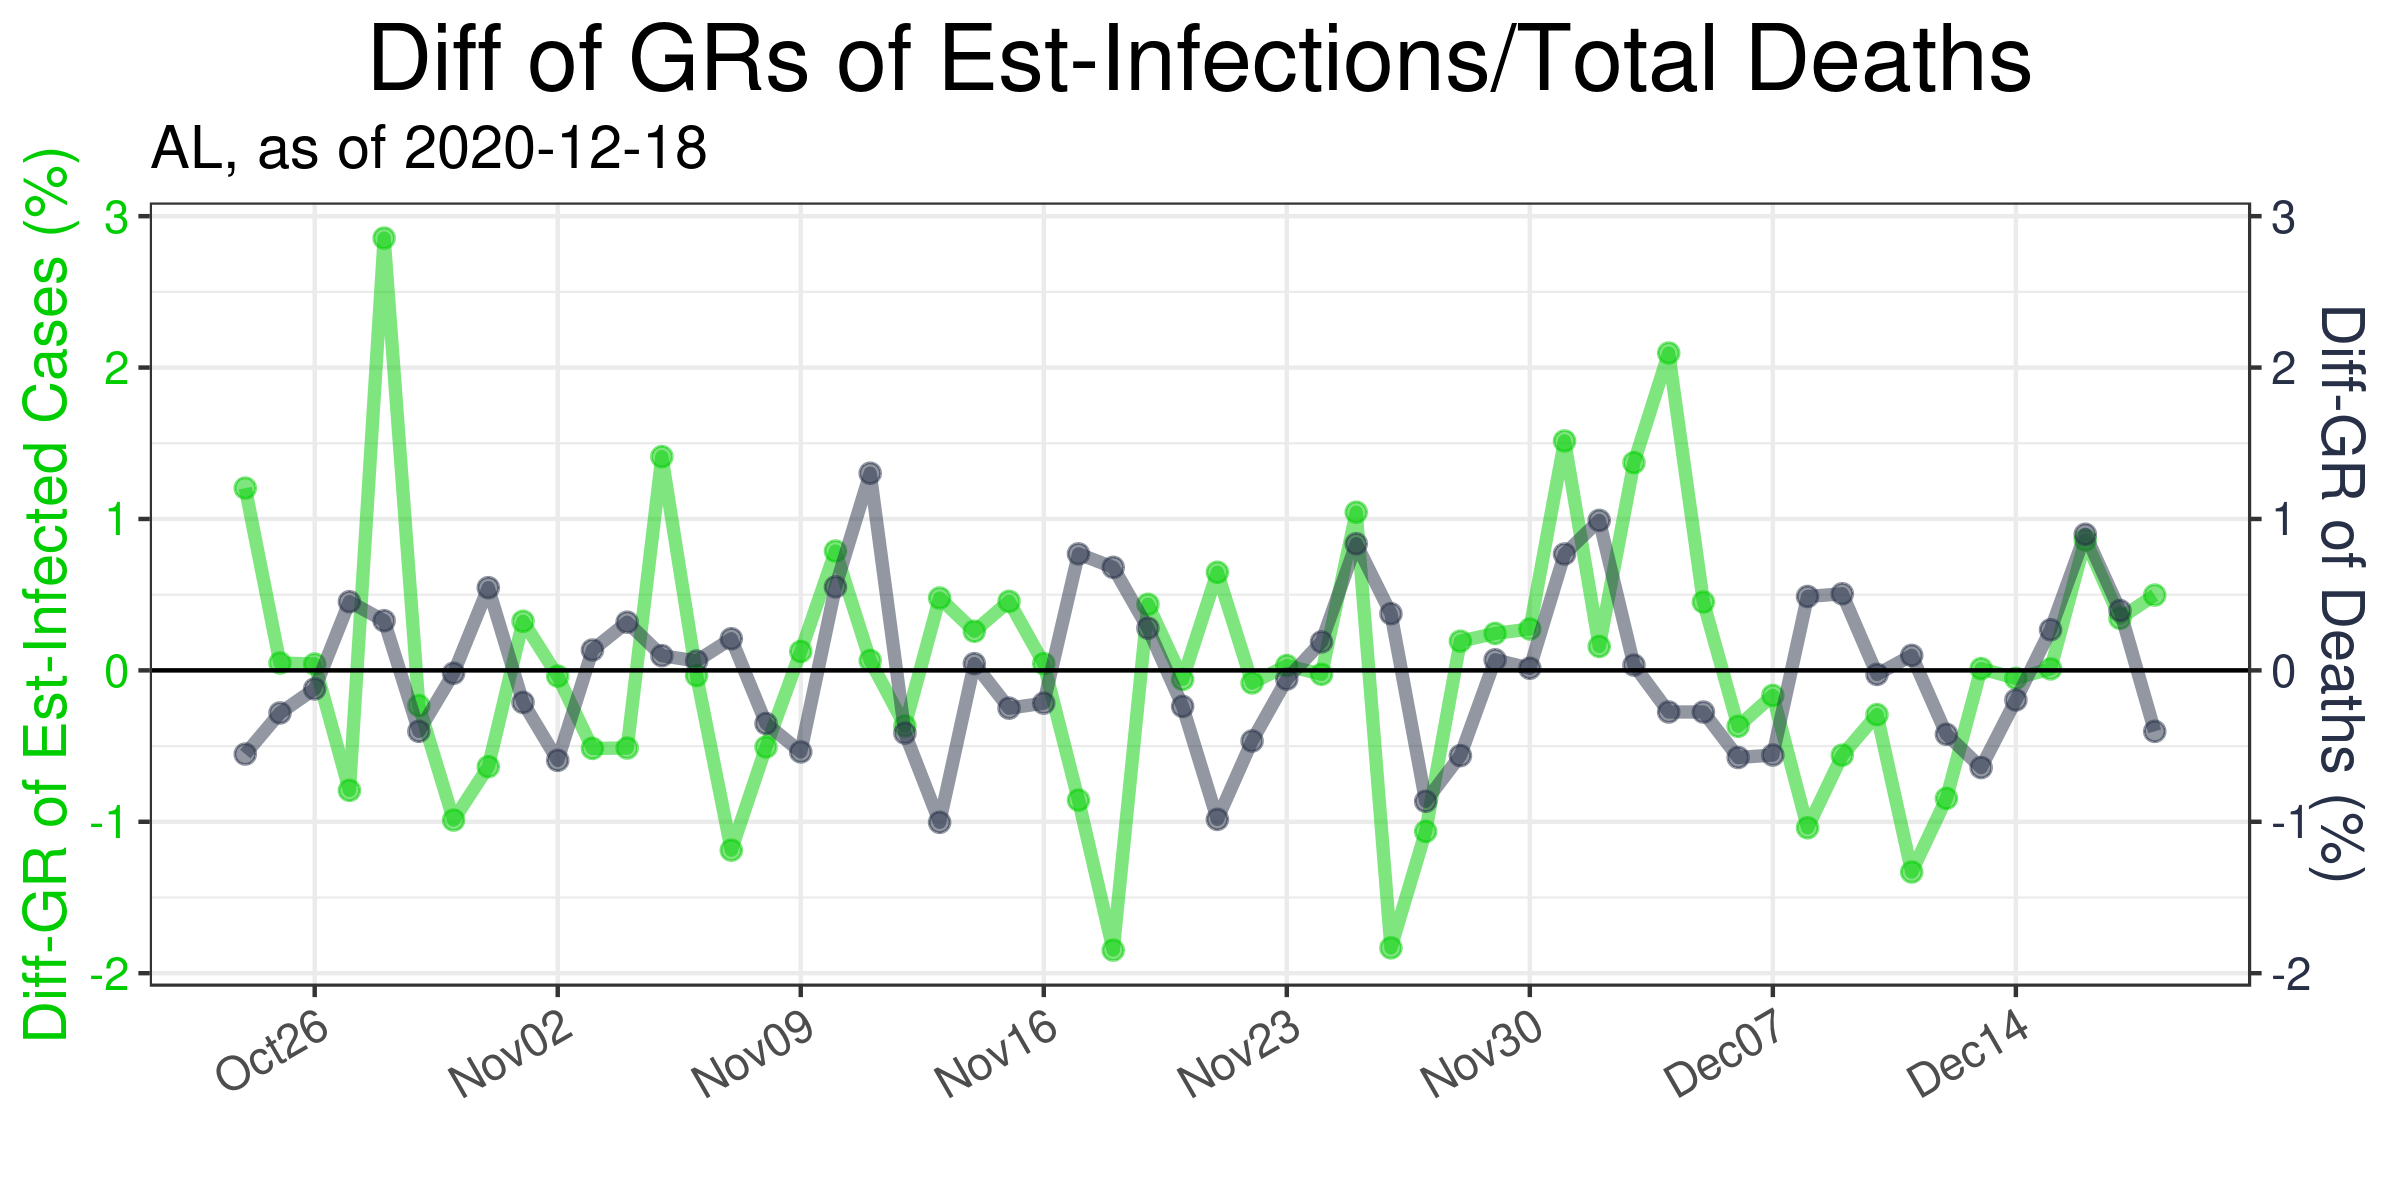 Diff of GRs of Est-Infections/Total Deaths
AL, as of 2020-12-18
Diff-GR of Est-Infected Cases (%)
3
2
1
0
-1
-2
3
2
1
0
-1
-2
Diff-GR of Deaths (%)
Oct26
Nov02
Nov09
Nov16
Nov23
Nov30
Dec07
Dec14